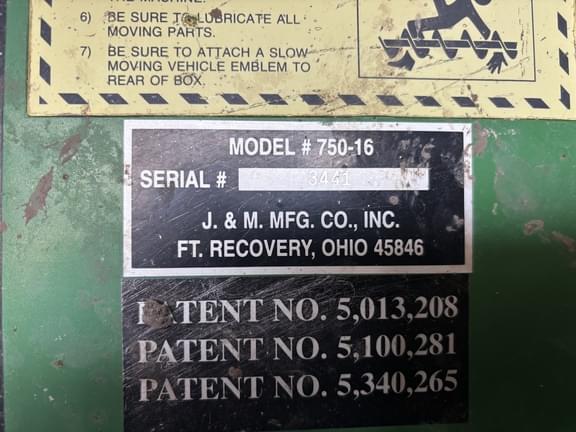 6) BE SURE TO LUBRICATE ALL
MOVING PARTS.
7) BE SURE TO ATTACH A SLOW
MOVING VEHICLE EMBLEM TO
REAR OF BOX.
MODEL # 750-16
SERIAL # 3441
J. & M. MFG. CO., INC.
FT. RECOVERY, OHIO 45846
PATENT NO. 5,013,208
PATENT NO. 5,100,281
PATENT NO. 5,340,265